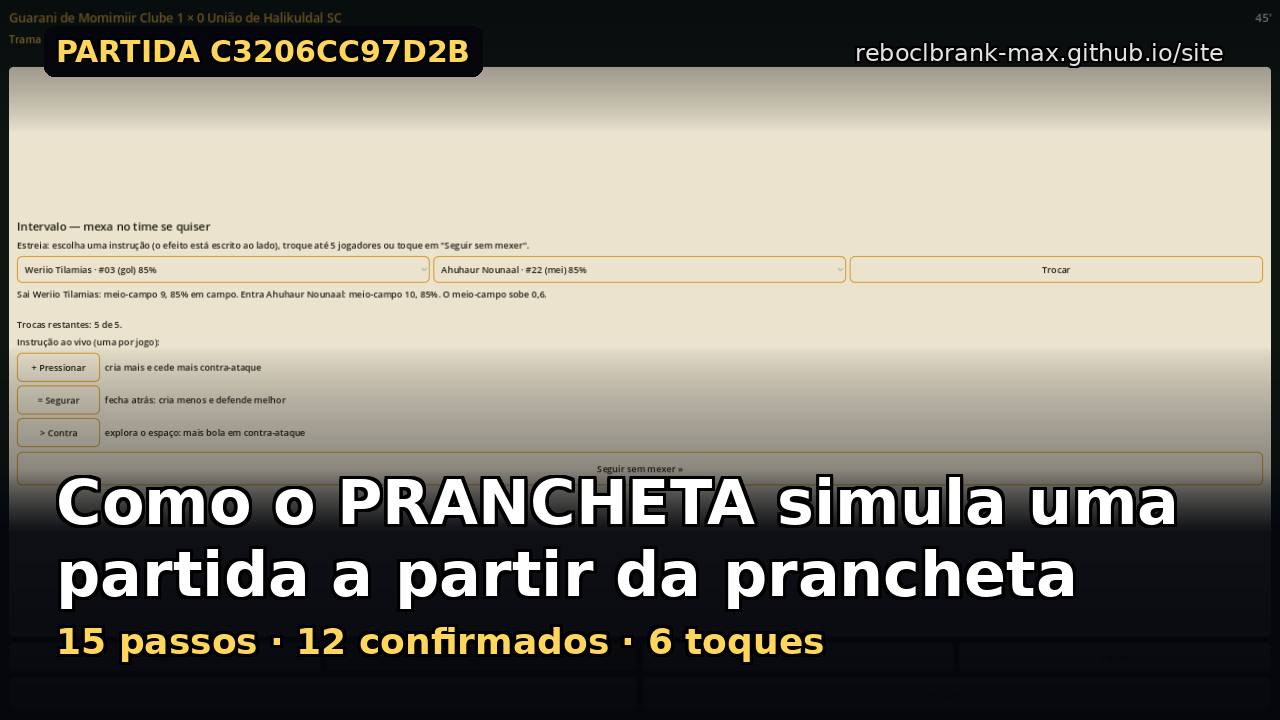 Guarani de Momimiir Clube 1 × 0 União de Halikuldal SC
45'
Trama
PARTIDA C3206CC97D2B
reboclbrank-max.github.io/site
Intervalo — mexa no time se quiser
Estreia: escolha uma instrução (o efeito está escrito ao lado), troque até 5 jogadores ou toque em "Seguir sem mexer".
Weriio Tilamias · #03 (gol) 85%
Ahuhaur Nounaal · #22 (mei) 85%
Trocar
Sai Weriio Tilamias: meio-campo 9, 85% em campo. Entra Ahuhaur Nounaal: meio-campo 10, 85%. O meio-campo sobe 0,6.
Trocas restantes: 5 de 5.
Instrução ao vivo (uma por jogo):
+ Pressionar
cria mais e cede mais contra-ataque
= Segurar
fecha atrás: cria menos e defende melhor
> Contra
explora o espaço: mais bola em contra-ataque
Seguir sem mexer »
Como o PRANCHETA simula uma
partida a partir da prancheta
15 passos · 12 confirmados · 6 toques